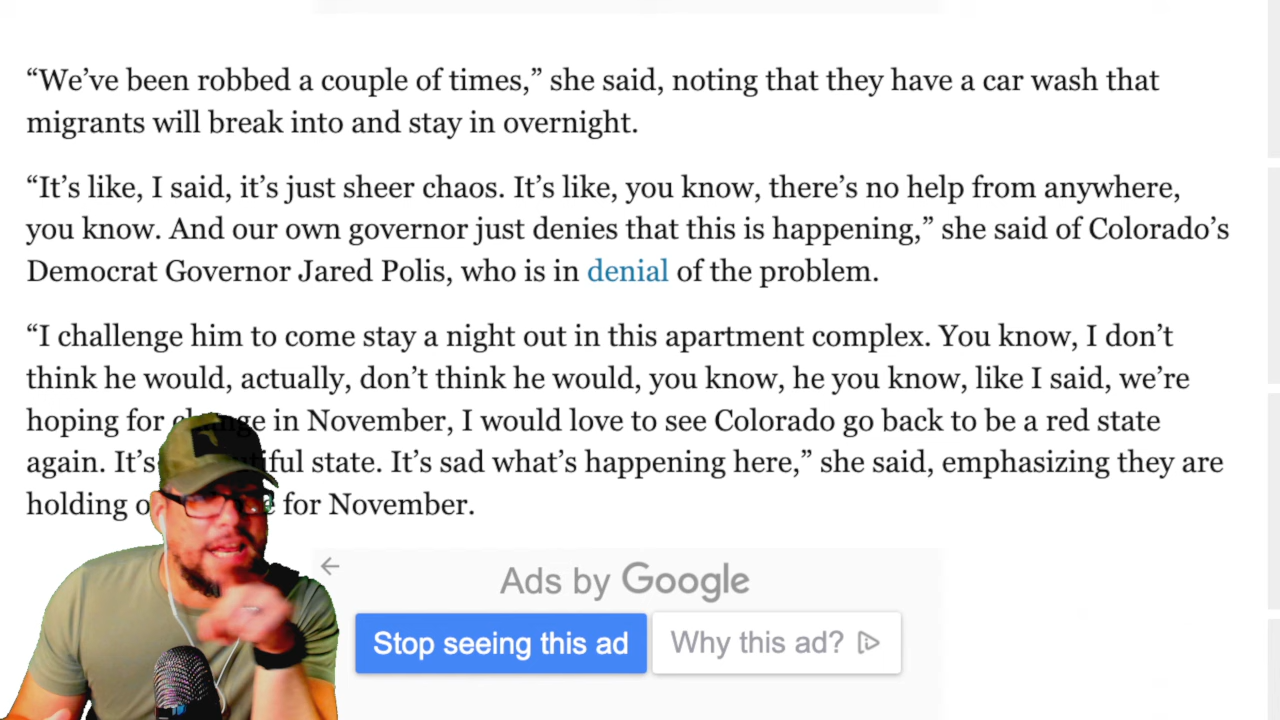 “We’ve been robbed a couple of times,” she said, noting that they have a car wash that
migrants will break into and stay in overnight.
“It’s like, I said, it’s just sheer chaos. It’s like, you know, there’s no help from anywhere,
you know. And our own governor just denies that this is happening,” she said of Colorado’s
Democrat Governor Jared Polis, who is in denial of the problem.
“I challenge him to come stay a night out in this apartment complex. You know, I don’t
think he would, actually, don’t think he would, you know, he you know, like I said, we’re
hoping for change in November, I would love to see Colorado go back to be a red state
again. It’s state. It’s sad what’s happening here,” she said, emphasizing they are
holding for November.
Ads by Google
Stop seeing this ad
Why this ad?